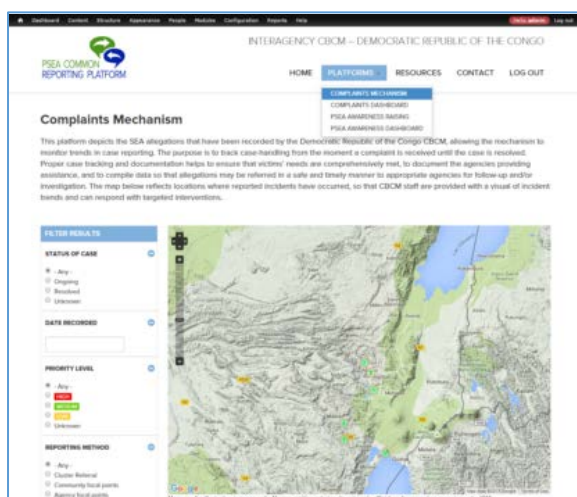 Dashboard Content Structure Appearance People Modules Configuration Reports Help
Hello admin Log out
INTERAGENCY CBCM – DEMOCRATIC REPUBLIC OF THE CONGO
PSEA COMMON
REPORTING PLATFORM
HOME PLATFORMS RESOURCES CONTACT LOG OUT
COMPLAINTS MECHANISM
COMPLAINTS DASHBOARD
PSEA AWARENESS RAISING
PSEA AWARENESS DASHBOARD
Complaints Mechanism
This platform depicts the SEA allegations that have been recorded by the Democratic Republic of the Congo CBCM, allowing the mechanism to
monitor trends in case reporting. The purpose is to track case-handling from the moment a complaint is received until the case is resolved.
Proper case tracking and documentation helps to ensure that victims' needs are comprehensively met, to document the agencies providing
assistance, and to compile data so that allegations may be referred in a safe and timely manner to appropriate agencies for follow-up and/or
investigation. The map below reflects locations where reported incidents have occurred, so that CBCM staff are provided with a visual of incident
trends and can respond with targeted interventions.
FILTER RESULTS
STATUS OF CASE
- Any -
Ongoing
Resolved
Unknown
DATE RECORDED
PRIORITY LEVEL
- Any -
HIGH
MEDIUM
LOW
Unknown
REPORTING METHOD
- Any -
Cluster Referral
Community focal points
Agency focal points
Google